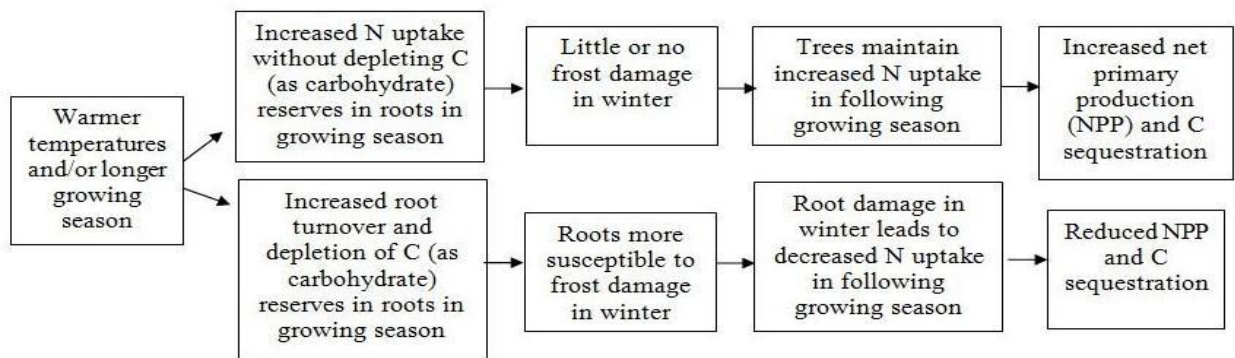 Warmer
temperatures
and/or longer
growing
season
Increased N uptake
without depleting C
(as carbohydrate)
reserves in roots in
growing season
Little or no
frost damage
in winter
Trees maintain
increased N uptake
in following
growing season
Increased net
primary
production
(NPP) and C
sequestration
Increased root
turnover and
depletion of C (as
carbohydrate)
reserves in roots in
growing season
Roots more
susceptible to
frost damage
in winter
Root damage in
winter leads to
decreased N uptake
in following
growing season
Reduced NPP
and C
sequestration